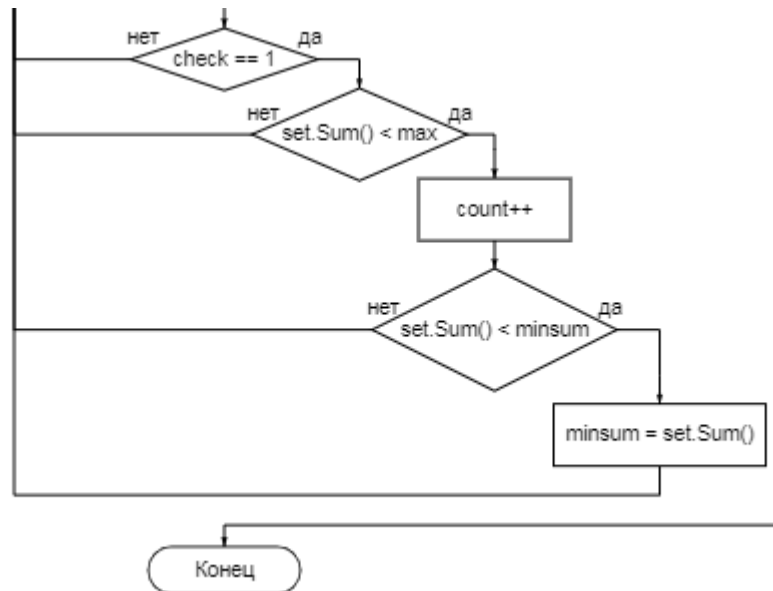 нет
да
check == 1
нет
да
set.Sum() < max
count++
нет
да
set.Sum() < minsum
minsum = set.Sum()
Конец